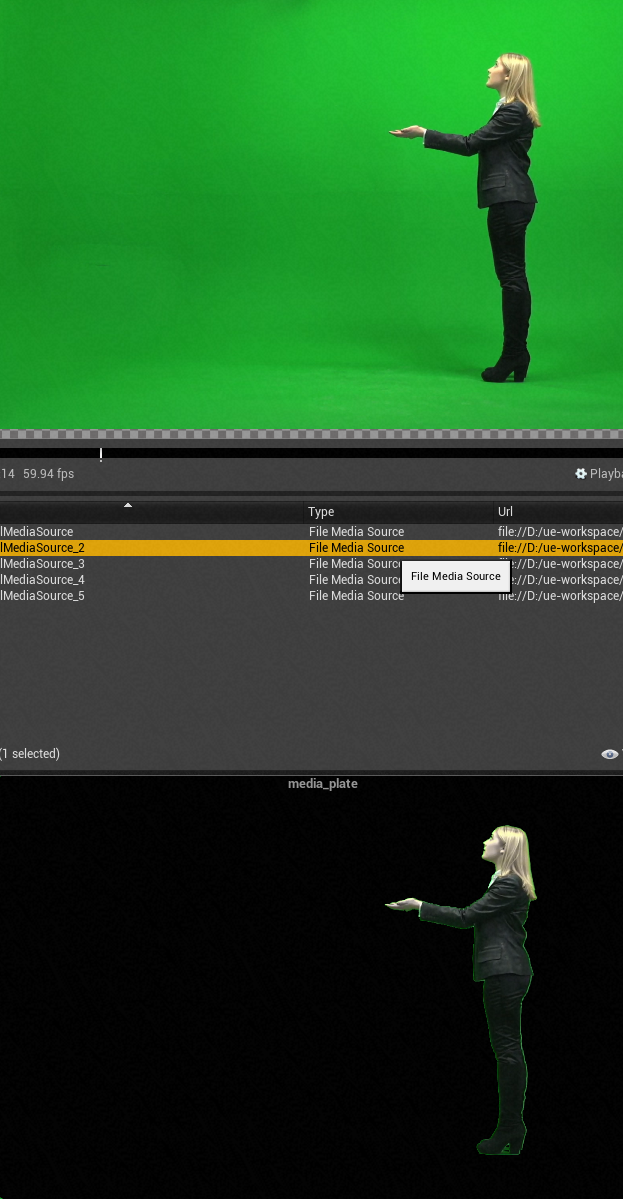 14 59.94 fps Playba
Type Url
lMediaSource File Media Source file://D:/ue-workspace/
lMediaSource_2 File Media Source file://D:/ue-workspace/
lMediaSource_3 File Media Source file://D:/ue-workspace/
lMediaSource_4 File Media Source file://D:/ue-workspace/
lMediaSource_5 File Media Source file://D:/ue-workspace/
File Media Source
(1 selected)
media_plate